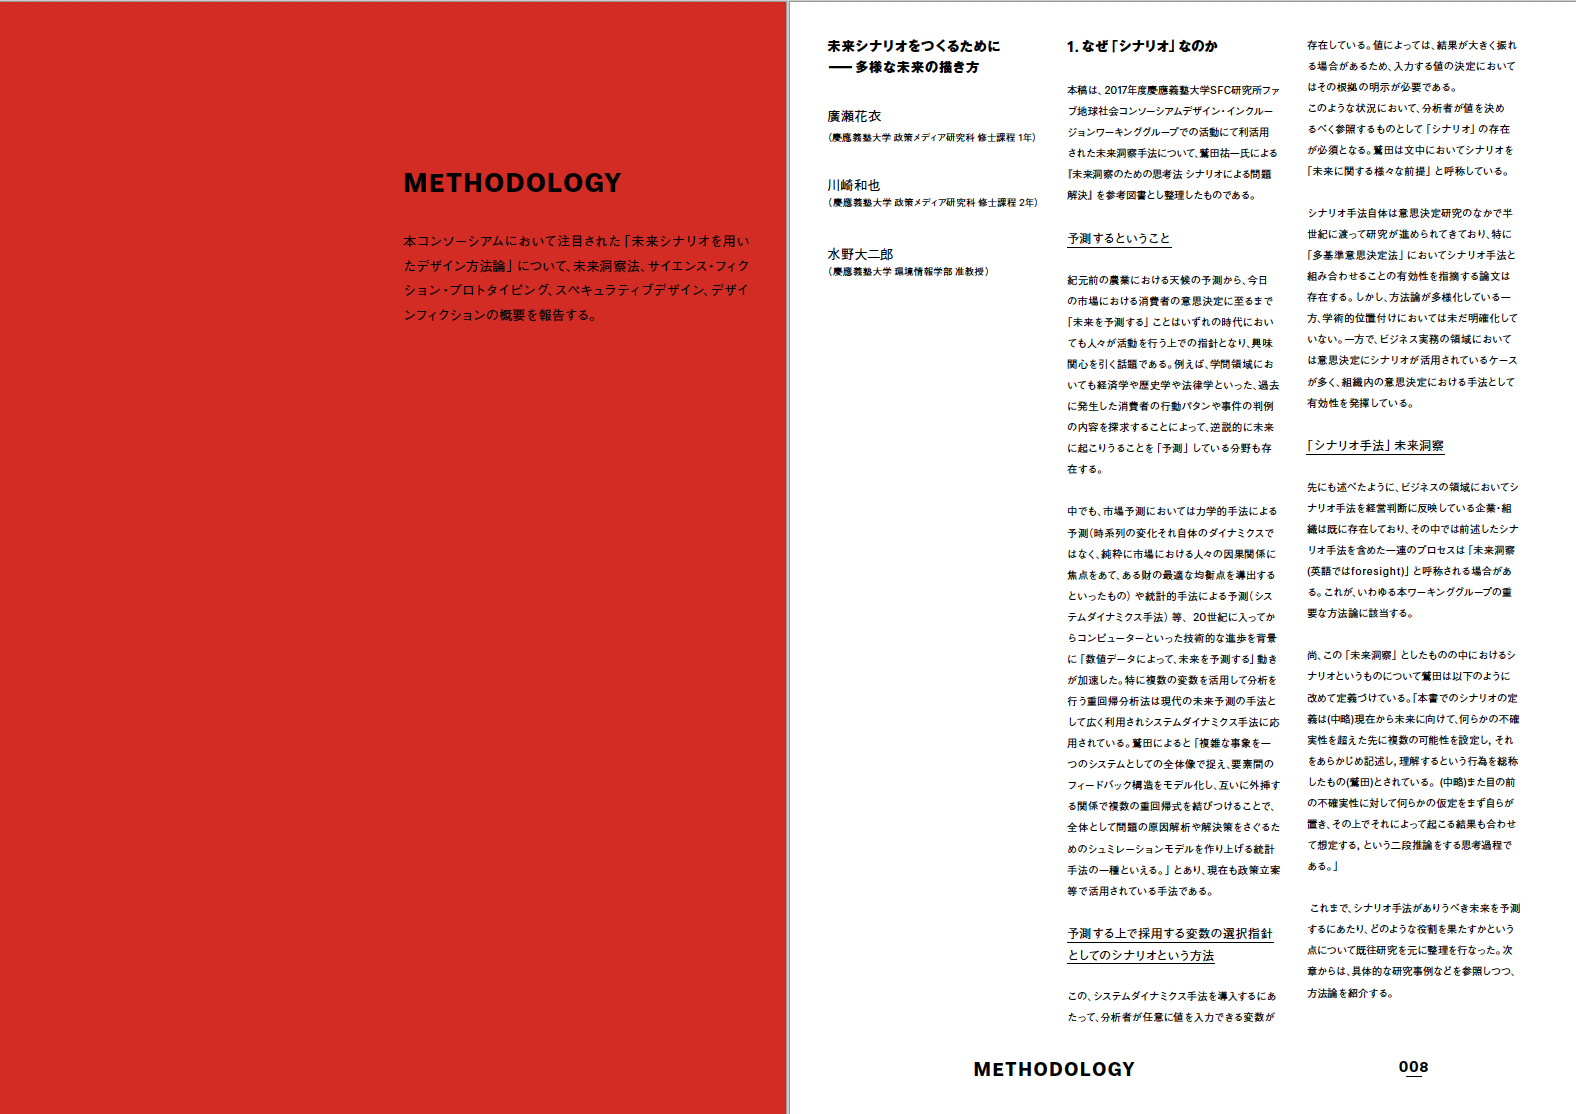 METHODOLOGY
本コンソーシアムにおいて注目された「未来シナリオを用い
たデザイン方法論」について、未来洞察法、サイエンス・フィク
ション・プロトタイピング、スペキュラティブデザイン、デザイ
ンフィクションの概要を報告する。
未来シナリオをつくるために
―― 多様な未来の描き方
廣瀬花衣
(慶應義塾大学 政策メディア研究科 修士課程 1年)
川崎和也
(慶應義塾大学 政策メディア研究科 修士課程 2年)
水野大二郎
(慶應義塾大学 環境情報学部 准教授)
1. なぜ「シナリオ」なのか
本稿は、2017年度慶應義塾大学SFC研究所ファ
ブ地球社会コンソーシアムデザイン・インクルー
ジョンワーキンググループでの活動にて利活用
された未来洞察手法について、鷲田祐一氏による
『未来洞察のための思考法 シナリオによる問題
解決』を参考図書とし整理したものである。
予測するということ
紀元前の農業における天候の予測から、今日
の市場における消費者の意思決定に至るまで
「未来を予測する」ことはいずれの時代におい
ても人々が活動を行う上での指針となり、興味
関心を引く話題である。例えば、学問領域にお
いても経済学や歴史学や法律学といった、過去
に発生した消費者の行動パタンや事件の判例
の内容を探求することによって、逆説的に未来
に起こりうることを「予測」している分野も存
在する。
中でも、市場予測においては力学的手法による
予測(時系列の変化それ自体のダイナミクスで
はなく、純粋に市場における人々の因果関係に
焦点をあて、ある財の最適な均衡点を導出する
といったもの) や統計的手法による予測(シス
テムダイナミクス手法) 等、20世紀に入ってか
らコンピューターといった技術的な進歩を背景
に「数値データによって、未来を予測する」動き
が加速した。特に複数の変数を活用して分析を
行う重回帰分析法は現代の未来予測の手法と
して広く利用されシステムダイナミクス手法に応
用されている。鷲田によると「複雑な事象を一
つのシステムとしての全体像で捉え、要素間の
フィードバック構造をモデル化し、互いに外挿す
る関係で複数の重回帰式を結びつけることで、
全体として問題の原因解析や解決策をさぐるた
めのシュミレーションモデルを作り上げる統計
手法の一種といえる。」とあり、現在も政策立案
等で活用されている手法である。
予測する上で採用する変数の選択指針
としてのシナリオという方法
この、システムダイナミクス手法を導入するにあ
たって、分析者が任意に値を入力できる変数が
存在している。値によっては、結果が大きく振れ
る場合があるため、入力する値の決定において
はその根拠の明示が必要である。
このような状況において、分析者が値を決め
るべく参照するものとして「シナリオ」の存在
が必須となる。鷲田は文中においてシナリオを
「未来に関する様々な前提」と呼称している。
シナリオ手法自体は意思決定研究のなかで半
世紀に渡って研究が進められてきており、特に
「多基準意思決定法」においてシナリオ手法と
組み合わせることの有効性を指摘する論文は
存在する。しかし、方法論が多様化している一
方、学術的位置付けにおいては未だ明確化して
いない。一方で、ビジネス実務の領域において
は意思決定にシナリオが活用されているケース
が多く、組織内の意思決定における手法として
有効性を発揮している。
「シナリオ手法」未来洞察
先にも述べたように、ビジネスの領域においてシ
ナリオ手法を経営判断に反映している企業・組
織は既に存在しており、その中では前述したシナ
リオ手法を含めた一連のプロセスは「未来洞察
(英語ではforesight)」と呼称される場合があ
る。これが、いわゆる本ワーキンググループの重
要な方法論に該当する。
尚、この「未来洞察」としたものの中におけるシ
ナリオというものについて鷲田は以下のように
改めて定義づけている。「本書でのシナリオの定
義は(中略)現在から未来に向けて、何らかの不確
実性を超えた先に複数の可能性を設定し, それ
をあらかじめ記述し, 理解するという行為を総称
したもの(鷲田)とされている。(中略)また目の前
の不確実性に対して何らかの仮定をまず自らが
置き、その上でそれによって起こる結果も合わせ
て想定する, という二段推論をする思考過程で
ある。」
これまで、シナリオ手法がありうべき未来を予測
するにあたり、どのような役割を果たすかという
点について既往研究を元に整理を行なった。次
章からは、具体的な研究事例などを参照しつつ、
方法論を紹介する。
METHODOLOGY
008